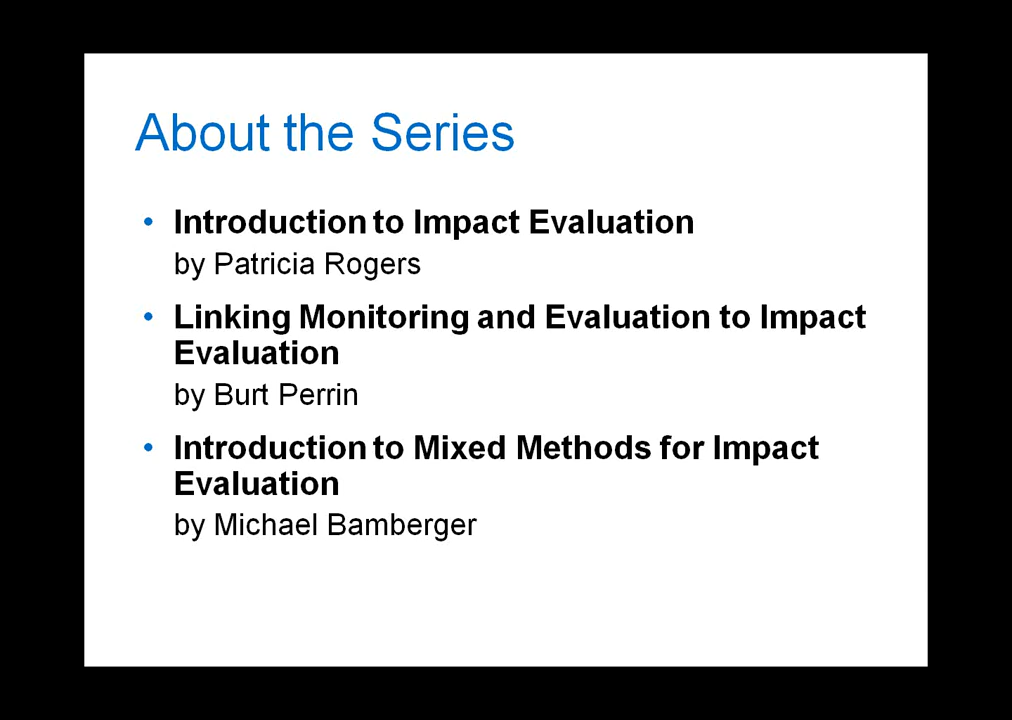 About the Series
• Introduction to Impact Evaluation
by Patricia Rogers
• Linking Monitoring and Evaluation to Impact
Evaluation
by Burt Perrin
• Introduction to Mixed Methods for Impact
Evaluation
by Michael Bamberger